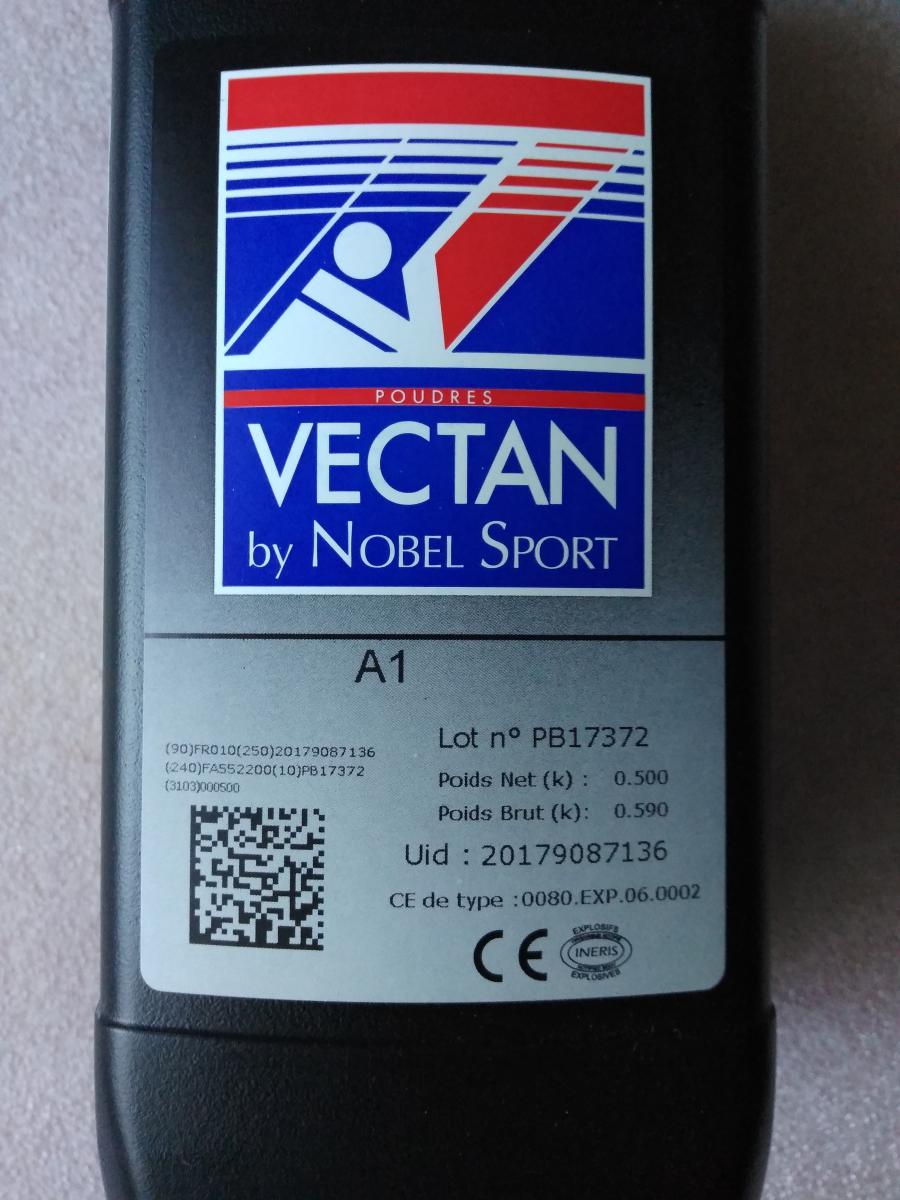 POUDRES
VECTAN
by NOBEL SPORT
A1
(90)FR010(250)20179087136
(240)FA552200(10)PB17372
(3103)000500
Lot n° PB17372
Poids Net (k) : 0.500
Poids Brut (k): 0.590
Uid : 20179087136
CE de type :0080.EXP.06.0002
CE
EXPLOSIFS
INERIS
EXPLOSIVES